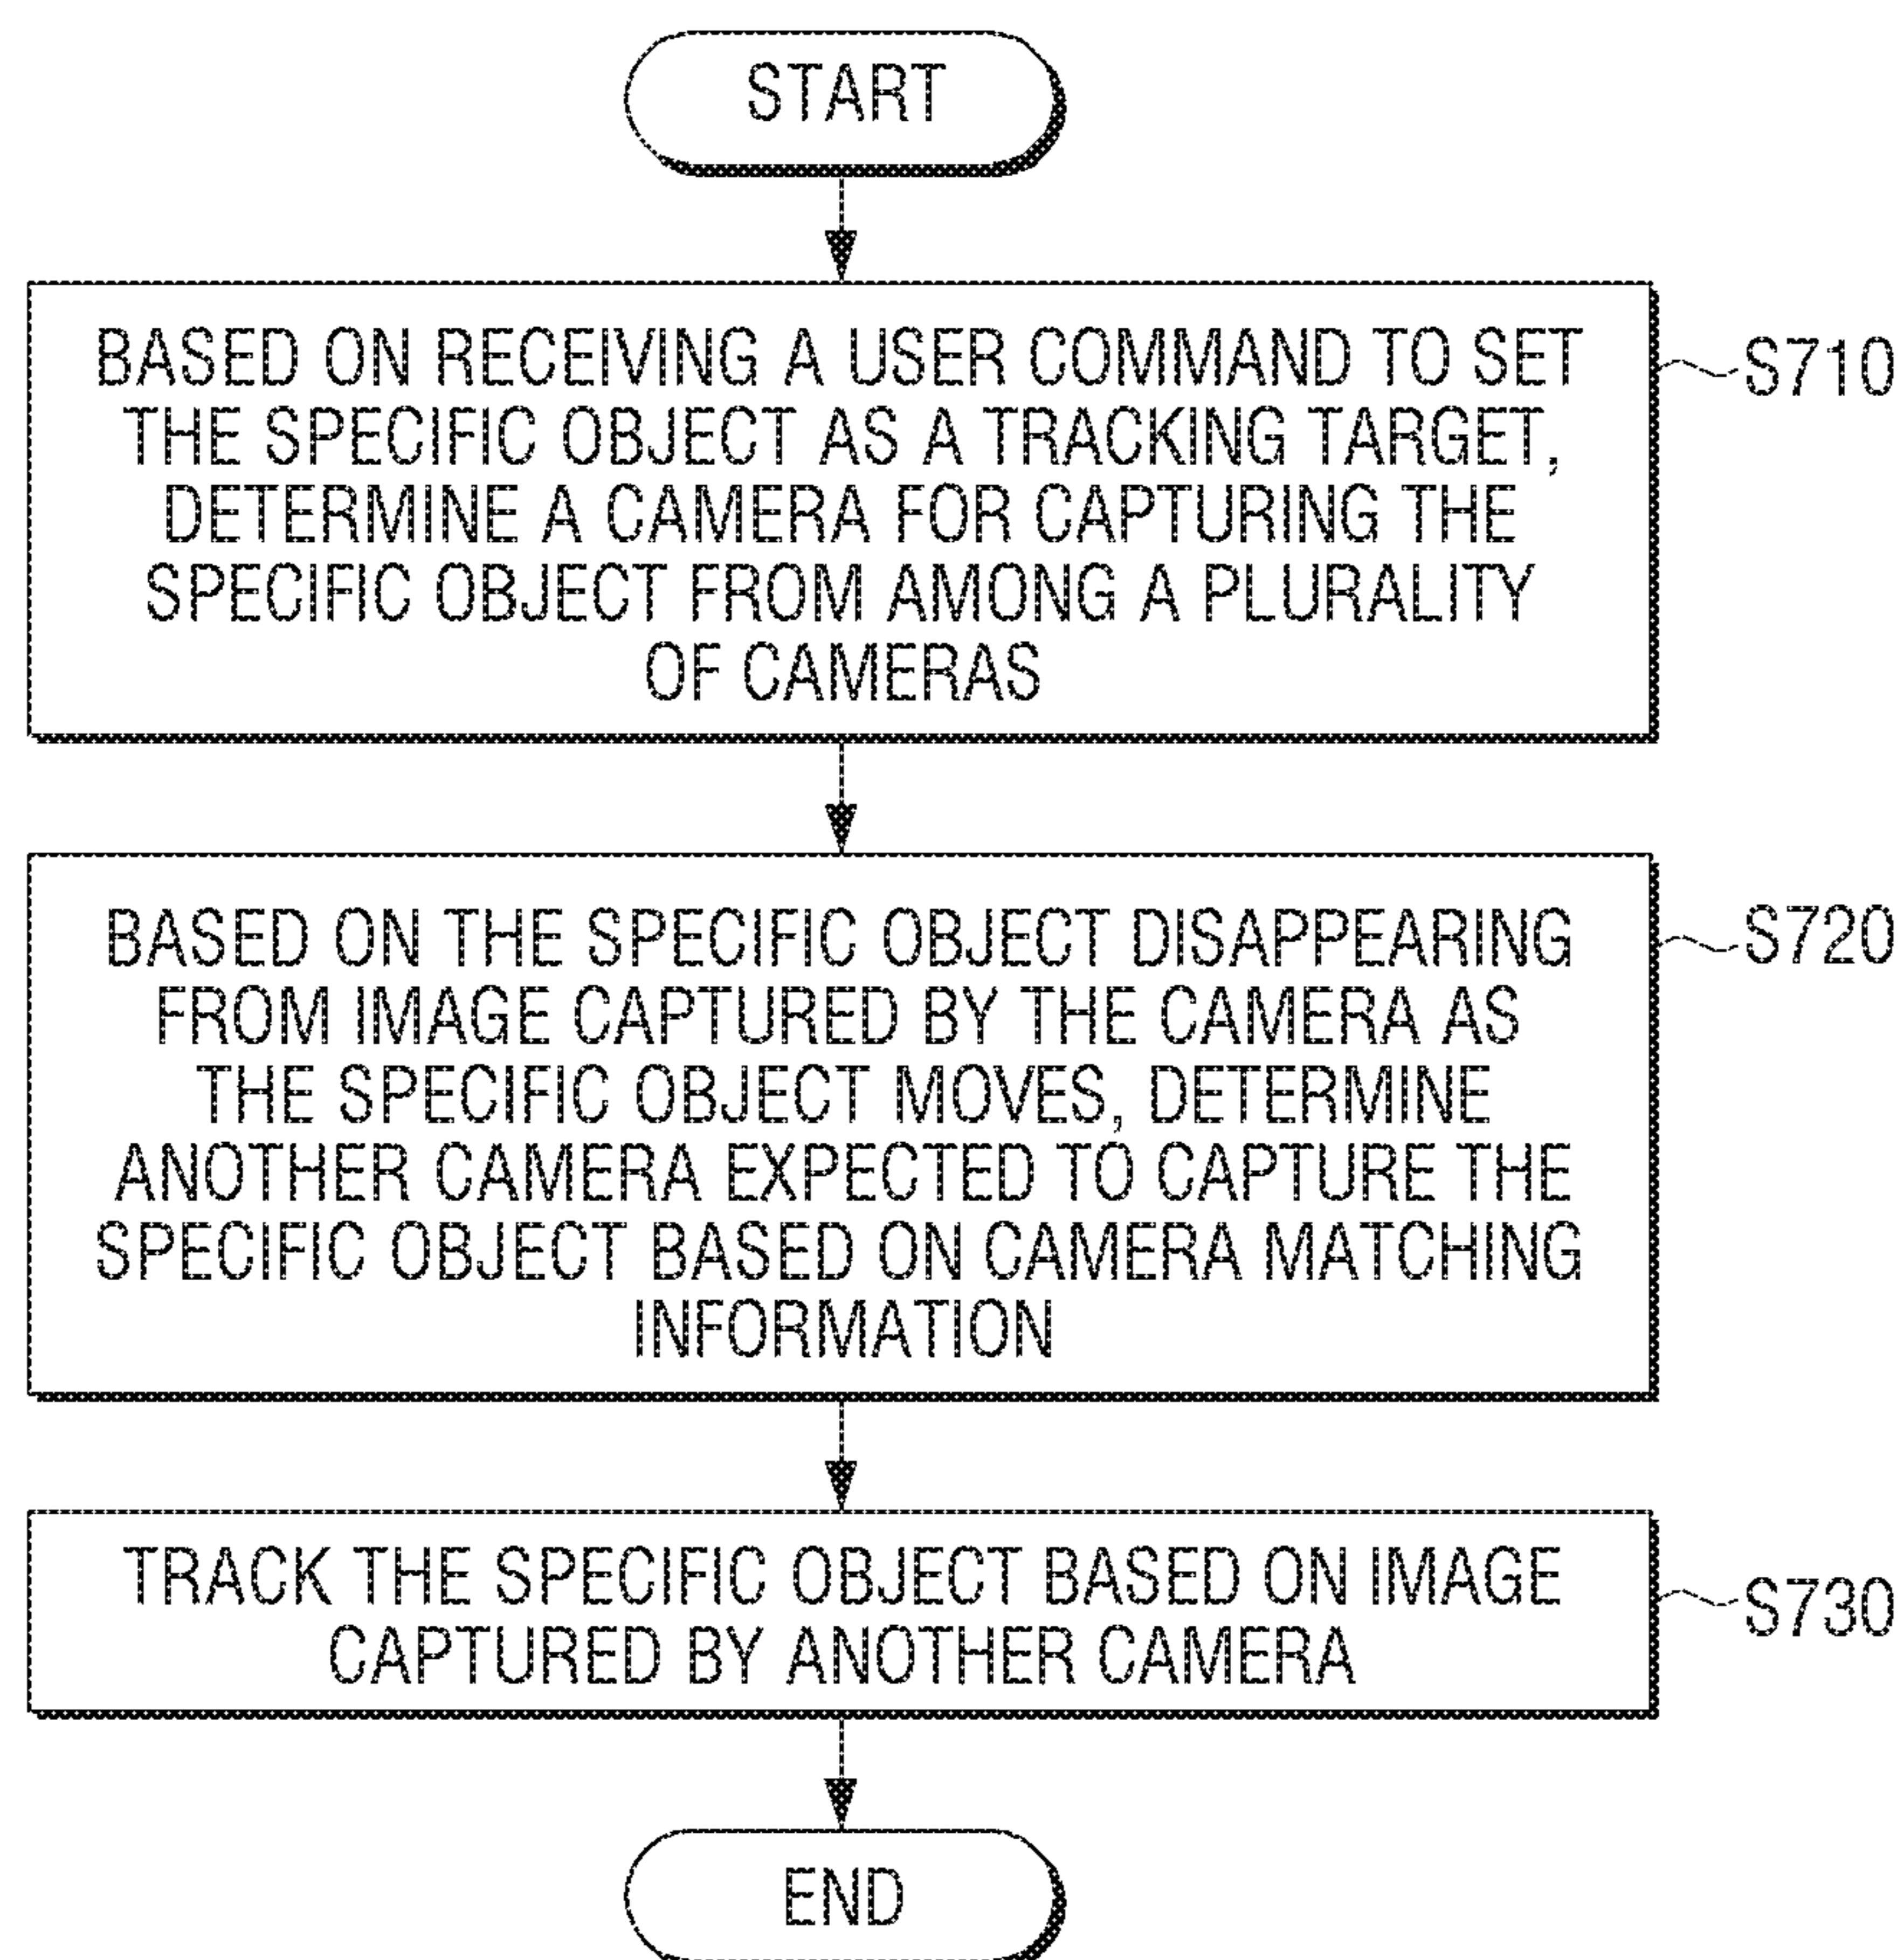 START
BASED ON RECEIVING A USER COMMAND TO SET
THE SPECIFIC OBJECT AS A TRACKING TARGET,
DETERMINE A CAMERA FOR CAPTURING THE
SPECIFIC OBJECT FROM AMONG A PLURALITY
OF CAMERAS
S710
BASED ON THE SPECIFIC OBJECT DISAPPEARING
FROM IMAGE CAPTURED BY THE CAMERA AS
THE SPECIFIC OBJECT MOVES, DETERMINE
ANOTHER CAMERA EXPECTED TO CAPTURE THE
SPECIFIC OBJECT BASED ON CAMERA MATCHING
INFORMATION
S720
TRACK THE SPECIFIC OBJECT BASED ON IMAGE
CAPTURED BY ANOTHER CAMERA
S730
END